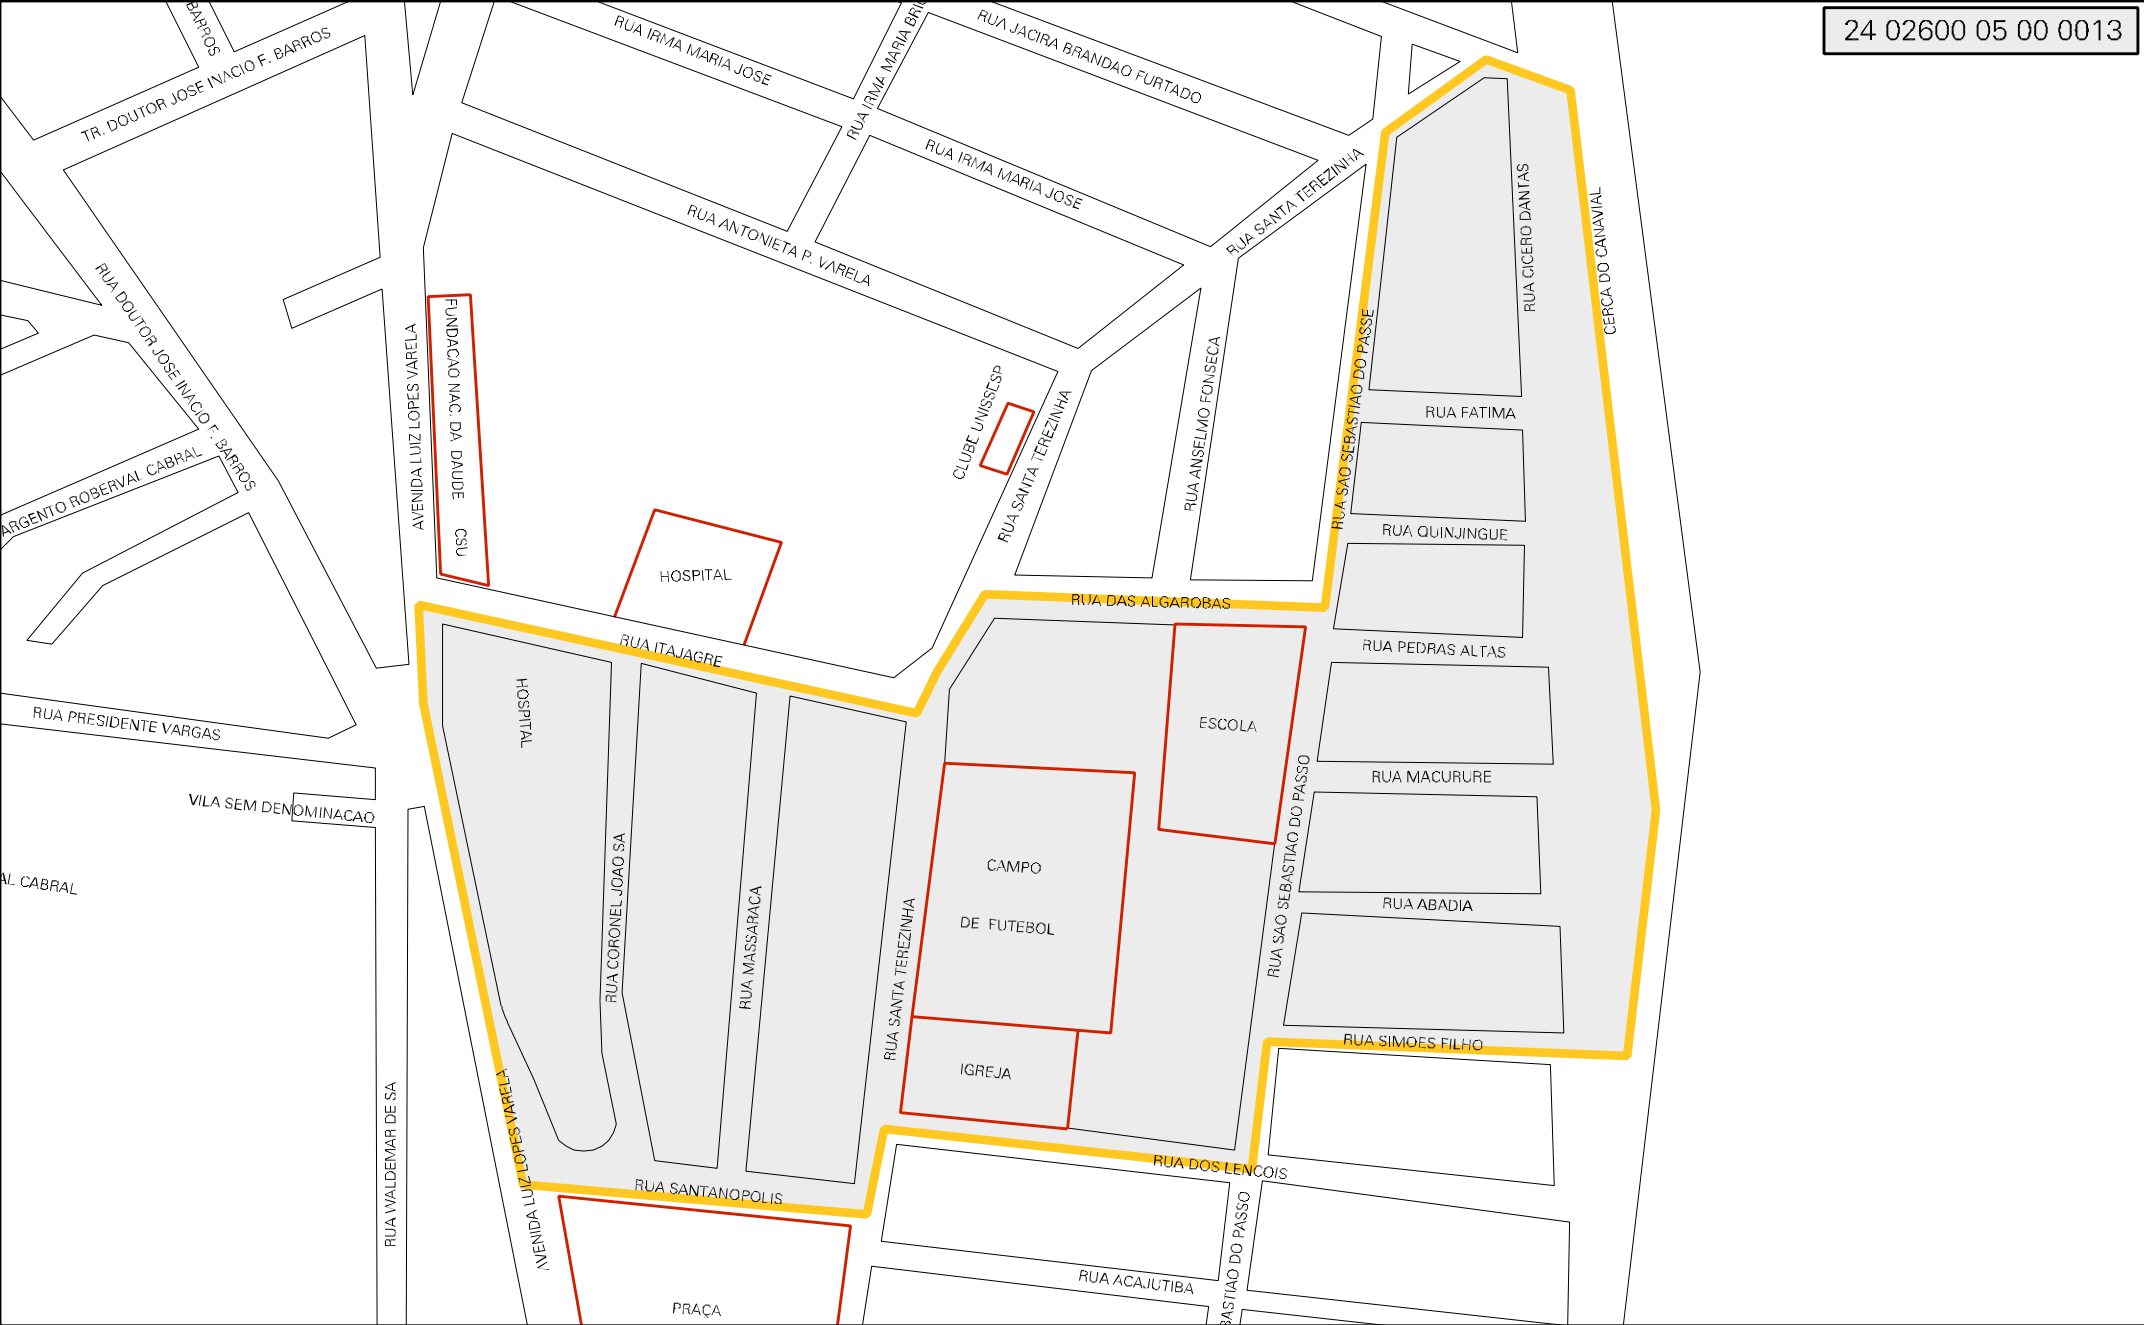 24 02600 05 00 0013
BARROS
TR. DOUTOR JOSE INACIO F. BARROS
RUA IRMA MARIA JOSE
RUA IRMA MARIA
RUA JACIRA BRANDAO FURTADO
RUA IRMA MARIA JOSE
RUA SANTA TEREZINHA
RUA ANTONIETA P. VARELA
RUA CICERO DANTAS
CERCA DO CANAVIAL
RUA DOUTOR JOSE INACIO F. BARROS
AVENIDA LUIZ LOPES VARELA
FUNDACAO NAC. DA DAUDE CSU
CLUBE UNISSESP
RUA SANTA TEREZINHA
RUA ANSELMO FONSECA
RUA SAO SEBASTIAO DO PASSE
RUA FATIMA
ARGENTO ROBERVAL CABRAL
RUA QUINJINGUE
HOSPITAL
RUA DAS ALGAROBAS
RUA ITAJAGRE
RUA PEDRAS ALTAS
HOSPITAL
RUA PRESIDENTE VARGAS
ESCOLA
RUA MACURURE
VILA SEM DENOMINACAO
RUA CORONEL JOAO SA
RUA MASSARACA
RUA SANTA TEREZINHA
CAMPO
DE FUTEBOL
RUA SAO SEBASTIAO DO PASSO
AL CABRAL
RUA ABADIA
RUA SIMOES FILHO
IGREJA
RUA WALDEMAR DE SA
AVENIDA LUIZ LOPES VARELA
RUA DOS LENCOIS
RUA SANTANOPOLIS
BASTIAO DO PASSO
RUA ACAJUTIBA
PRAÇA